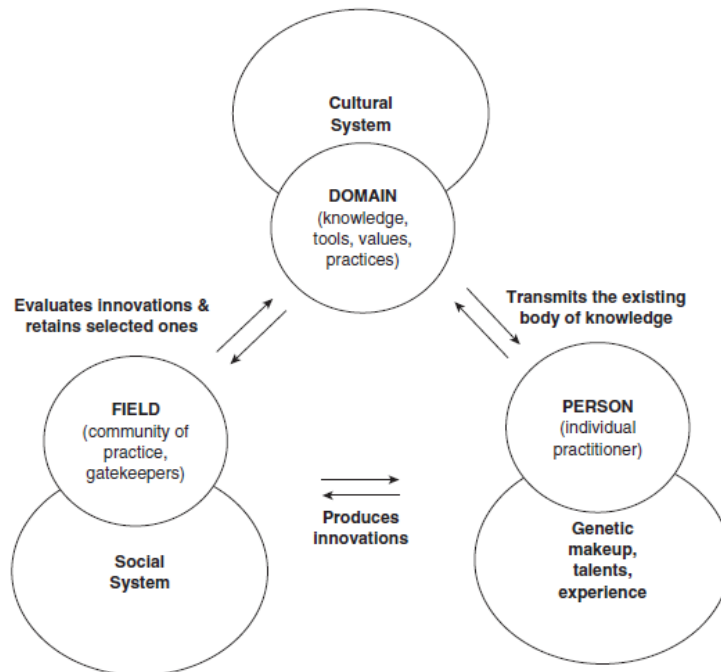 Cultural
System
DOMAIN
(knowledge,
tools, values,
practices)
Evaluates innovations &
retains selected ones
Transmits the existing
body of knowledge
FIELD
(community of
practice,
gatekeepers)
PERSON
(individual
practitioner)
Produces
innovations
Social
System
Genetic
makeup,
talents,
experience